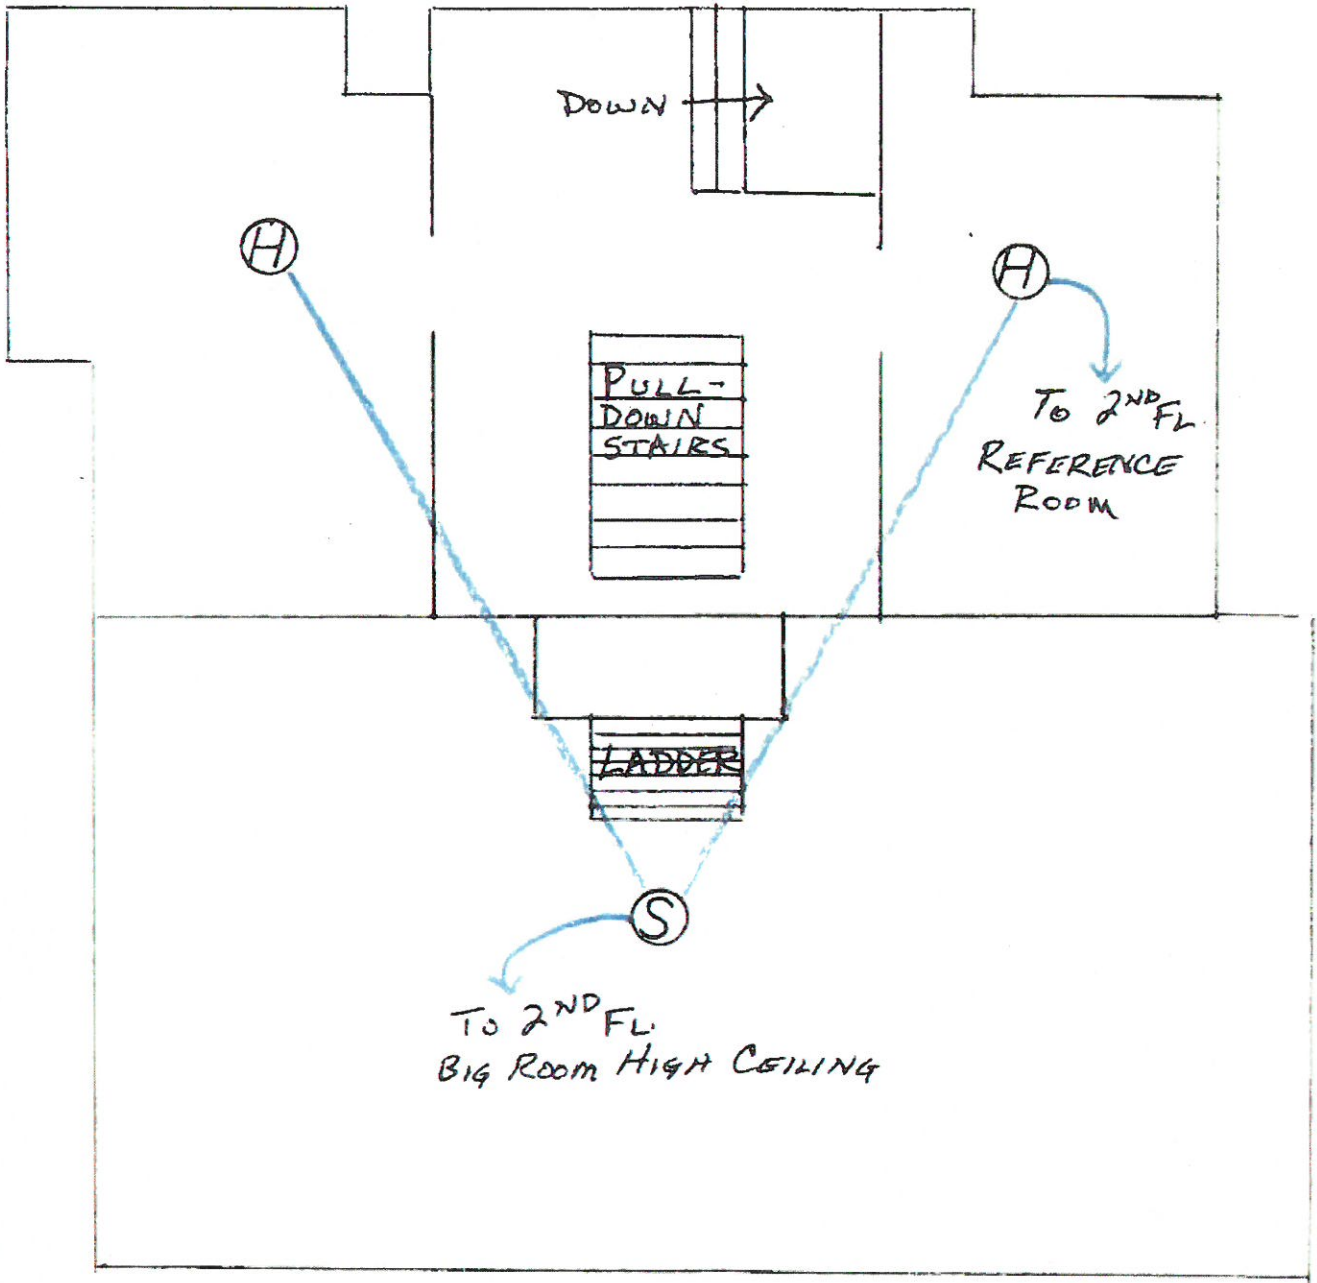 DOWN
H
H
PULL-
DOWN
STAIRS
TO 2ND FL.
REFERENCE
ROOM
LADDER
S
TO 2ND FL.
BIG ROOM HIGH CEILING